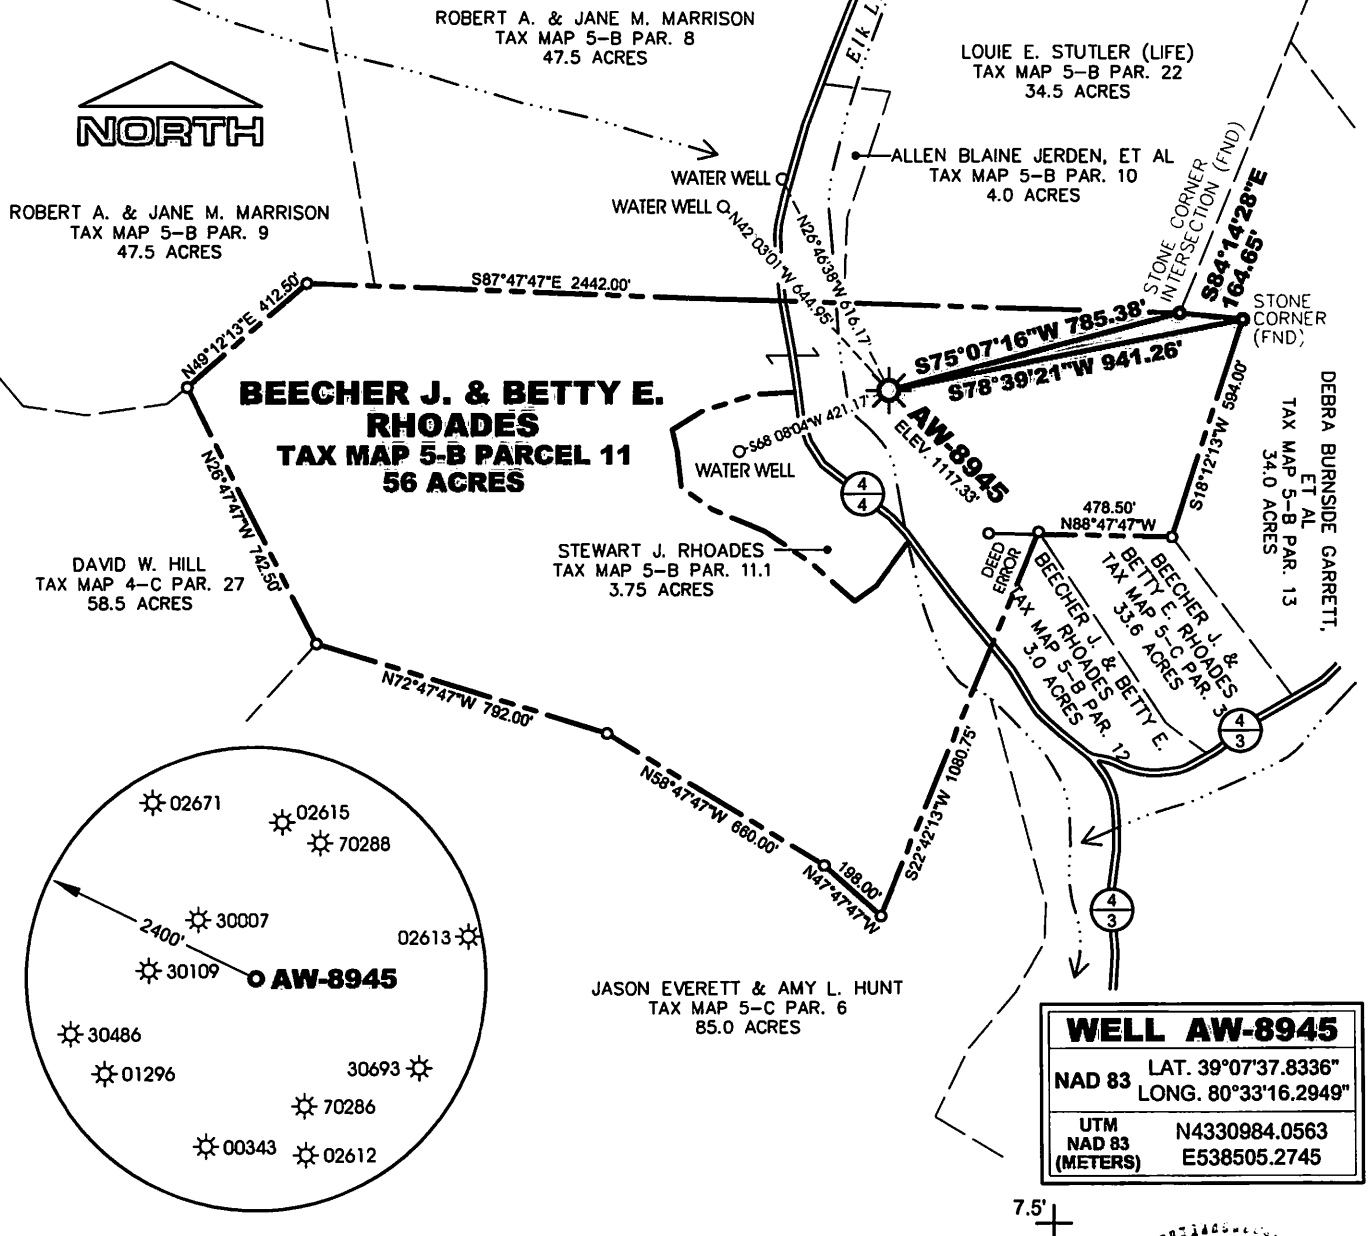 ROBERT A. & JANE M. MARRISON
TAX MAP 5-B PAR. 8
47.5 ACRES
Elk
LOUIE E. STUTLER (LIFE)
TAX MAP 5-B PAR. 22
34.5 ACRES
NORTH
ALLEN BLAINE JERDEN, ET AL
TAX MAP 5-B PAR. 10
4.0 ACRES
WATER WELL
WATER WELL
ROBERT A. & JANE M. MARRISON
TAX MAP 5-B PAR. 9
47.5 ACRES
STONE CORNER
INTERSECTION (FND)
S84°14'28"E
164.65'
STONE
CORNER
(FND)
N42°03'01"W 644.95'
N26°46'38"W 616.17'
S87°47'47"E 2442.00'
N49°12'13"E 412.50'
S75°07'16"W 785.38'
S78°39'21"W 941.26'
BEECHER J. & BETTY E.
RHOADES
TAX MAP 5-B PARCEL 11
56 ACRES
S68 08'04"W 421.17'
WATER WELL
AW-8945
ELEV. 1117.33'
S18°12'13"W 594.00'
DEBRA BURNSIDE GARRETT,
ET AL
TAX MAP 5-B PAR. 13
34.0 ACRES
N26°47'47"W 742.50'
4
4
478.50'
N88°47'47"W
DEED
ERROR
STEWART J. RHOADES
TAX MAP 5-B PAR. 11.1
3.75 ACRES
DAVID W. HILL
TAX MAP 4-C PAR. 27
58.5 ACRES
BEECHER J. & BETTY E.
RHOADES
TAX MAP 5-B PAR. 12
3.0 ACRES
BEECHER J. &
BETTY E. RHOADES
TAX MAP 5-C PAR. 3
33.6 ACRES
N72°47'47"W 792.00'
4
3
N58°47'47"W 660.00'
S22°42'13"W 1080.75'
198.00'
N47°47'47"W
4
3
02671
02615
70288
30007
2400'
02613
30109
AW-8945
30486
01296
30693
70286
00343
02612
JASON EVERETT & AMY L. HUNT
TAX MAP 5-C PAR. 6
85.0 ACRES
WELL AW-8945
NAD 83
LAT. 39°07'37.8336"
LONG. 80°33'16.2949"
UTM
NAD 83
(METERS)
N4330984.0563
E538505.2745
7.5'